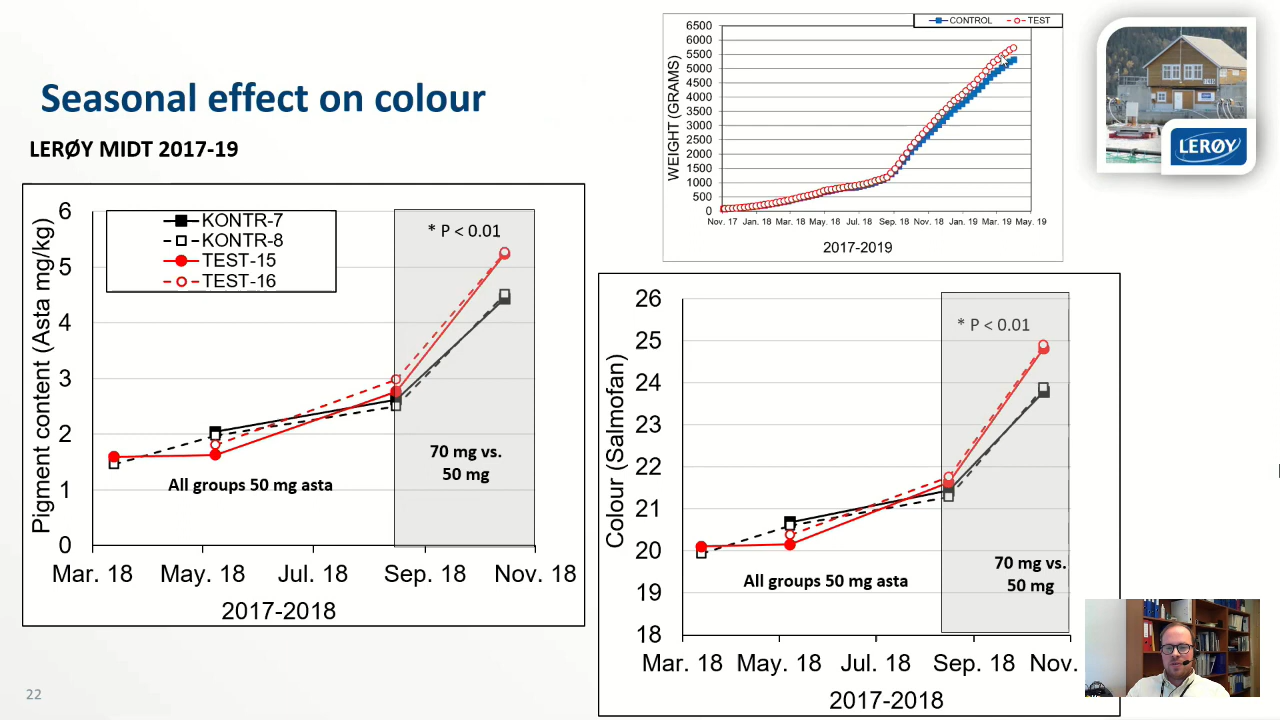 Seasonal effect on colour
LERØY MIDT 2017-19
6
5
4
3
2
1
0
Pigment content (Asta mg/kg)
KONTR-7
KONTR-8
TEST-15
TEST-16
* P < 0.01
70 mg vs.
50 mg
All groups 50 mg asta
Mar. 18 May. 18 Jul. 18 Sep. 18 Nov. 18
2017-2018
CONTROL TEST
6500
6000
5500
5000
4500
4000
3500
3000
2500
2000
1500
1000
500
0
WEIGHT (GRAMS)
Nov. 17 Jan. 18 Mar. 18 May. 18 Jul. 18 Sep. 18 Nov. 18 Jan. 19 Mar. 19 May. 19
2017-2019
LERØY
26
25
24
23
22
21
20
19
18
Colour (Salmofan)
* P < 0.01
70 mg vs.
50 mg
All groups 50 mg asta
Mar. 18 May. 18 Jul. 18 Sep. 18 Nov.
2017-2018
22